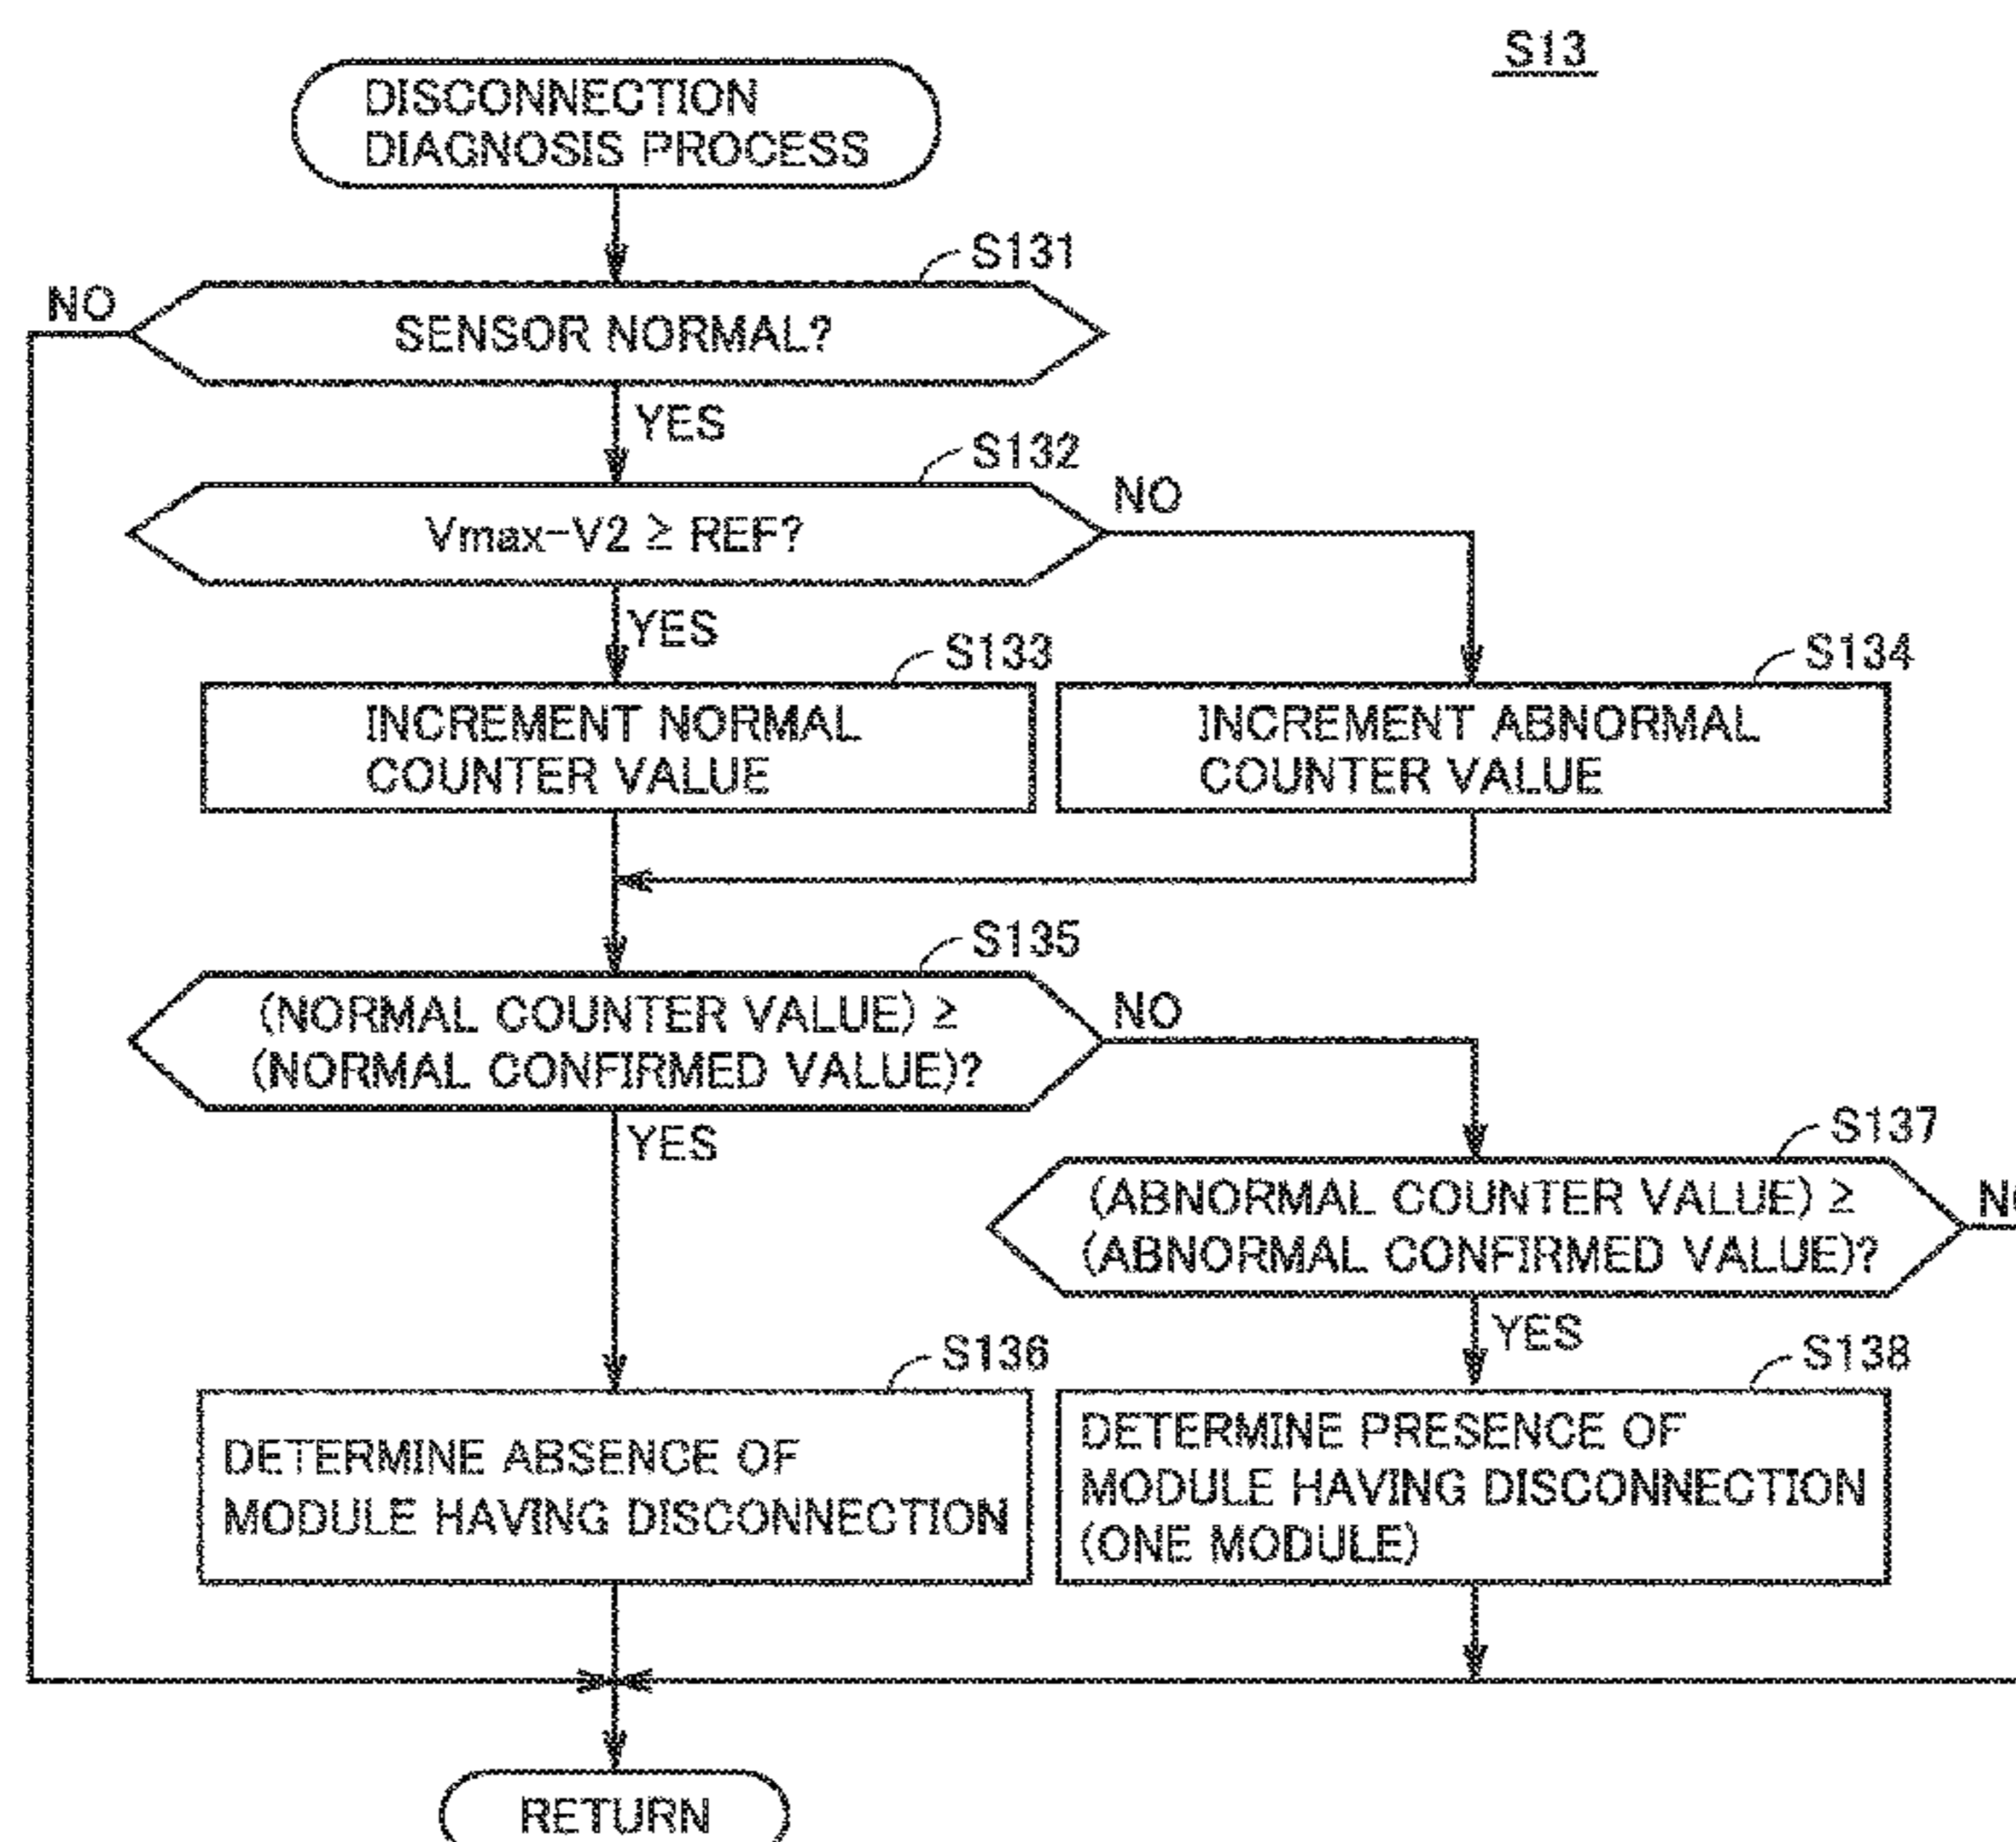 S13
DISCONNECTION
DIAGNOSIS PROCESS
S131
NO
SENSOR NORMAL?
YES
S132
NO
Vmax-V2 ≥ REF?
YES
S133
S134
INCREMENT NORMAL
COUNTER VALUE
INCREMENT ABNORMAL
COUNTER VALUE
S135
(NORMAL COUNTER VALUE) ≥
(NORMAL CONFIRMED VALUE)?
NO
YES
S137
(ABNORMAL COUNTER VALUE) ≥
(ABNORMAL CONFIRMED VALUE)?
YES
S136
S138
DETERMINE ABSENCE OF
MODULE HAVING DISCONNECTION
DETERMINE PRESENCE OF
MODULE HAVING DISCONNECTION
(ONE MODULE)
RETURN